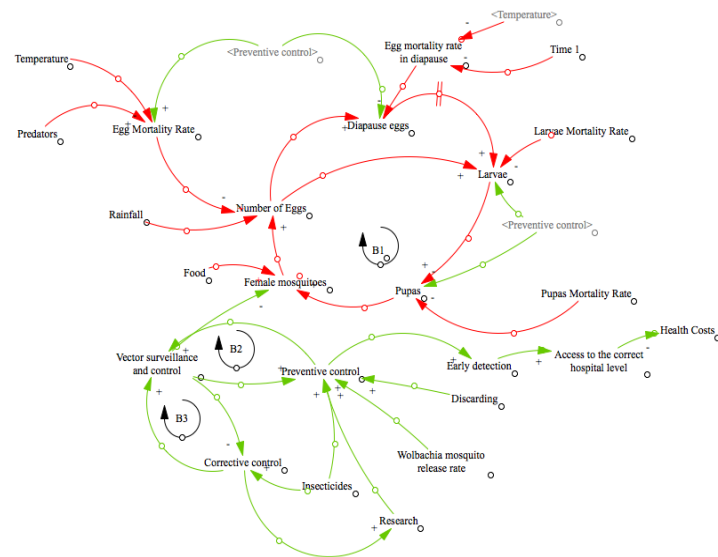 <Temperature>
Egg mortality rate
in diapause
Time 1
Temperature
<Preventive control>
Predators
Egg Mortality Rate
Diapause eggs
Larvae Mortality Rate
Larvae
Rainfall
Number of Eggs
<Preventive control>
B1
Food
Female mosquitoes
Pupas
Pupas Mortality Rate
Health Costs
B2
Vector surveillance
and control
Preventive control
Early detection
Access to the correct
hospital level
Discarding
B3
Wolbachia mosquito
release rate
Corrective control
Insecticides
Research